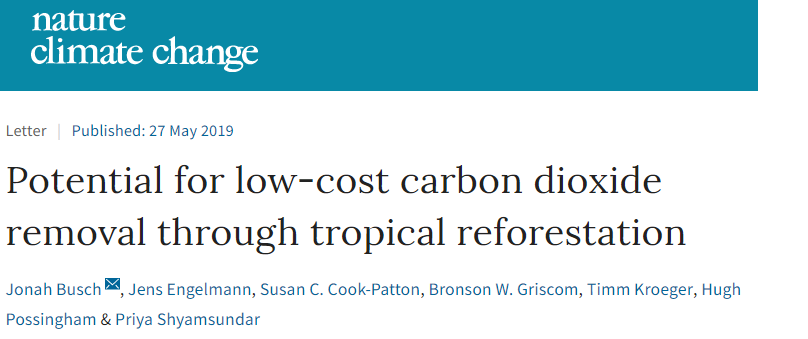 nature
climate change
Letter | Published: 27 May 2019
Potential for low-cost carbon dioxide
removal through tropical reforestation
Jonah Busch, Jens Engelmann, Susan C. Cook-Patton, Bronson W. Griscom, Timm Kroeger, Hugh
Possingham & Priya Shyamsundar